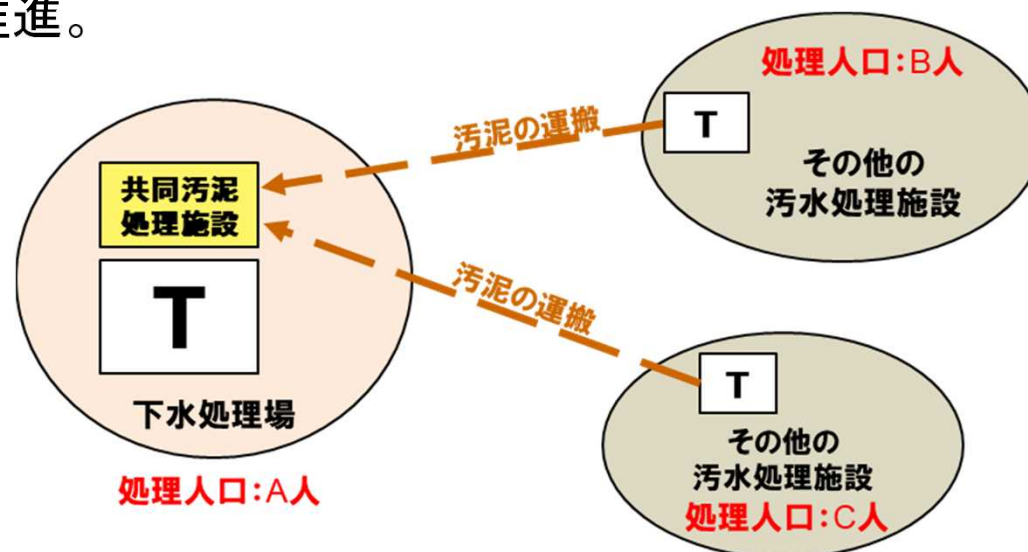 進。
処理人口:B人
T
その他の
汚水処理施設
汚泥の運搬
共同汚泥
処理施設
T
下水処理場
処理人口:A人
汚泥の運搬
T
その他の
汚水処理施設
処理人口:C人